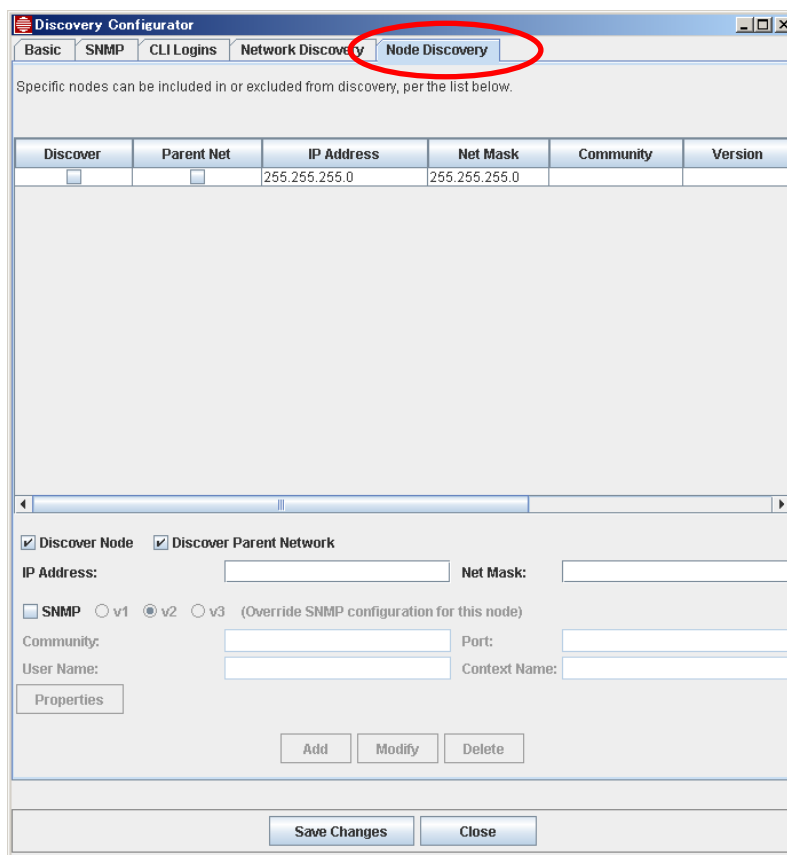 Discovery Configurator
Basic SNMP CLI Logins Network Discovery Node Discovery
Specific nodes can be included in or excluded from discovery, per the list below.
Discover Parent Net IP Address Net Mask Community Version
255.255.255.0 255.255.255.0
Discover Node Discover Parent Network
IP Address: Net Mask:
SNMP v1 v2 v3 (Override SNMP configuration for this node)
Community: Port:
User Name: Context Name:
Properties
Add Modify Delete
Save Changes Close